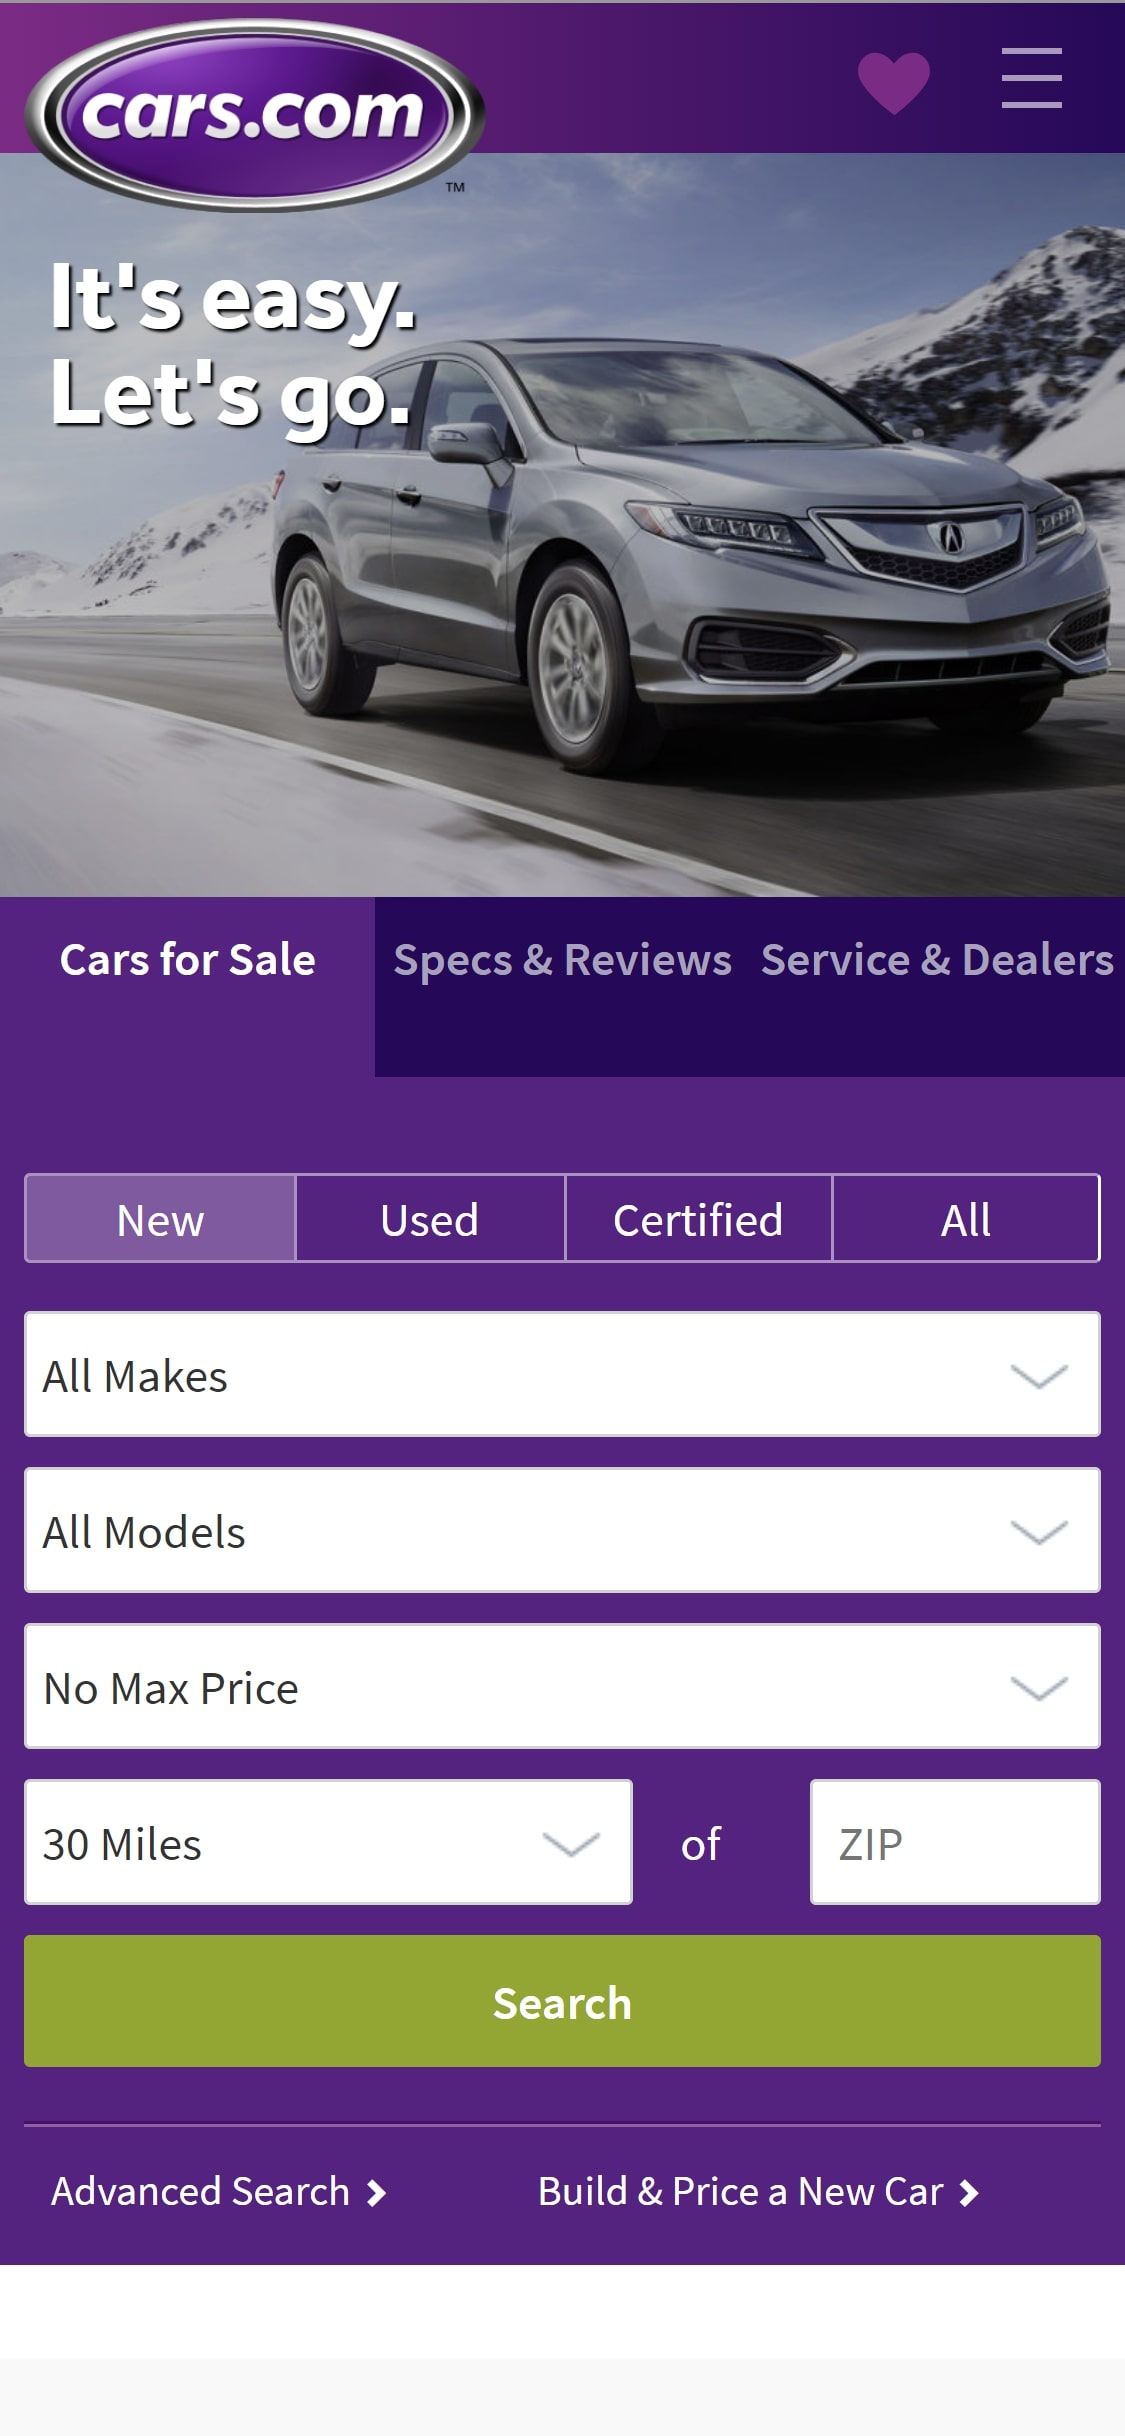 cars.com
TM
It's easy.
Let's go.
Cars for Sale Specs & Reviews Service & Dealers
New Used Certified All
All Makes
All Models
No Max Price
30 Miles of ZIP
Search
Advanced Search Build & Price a New Car